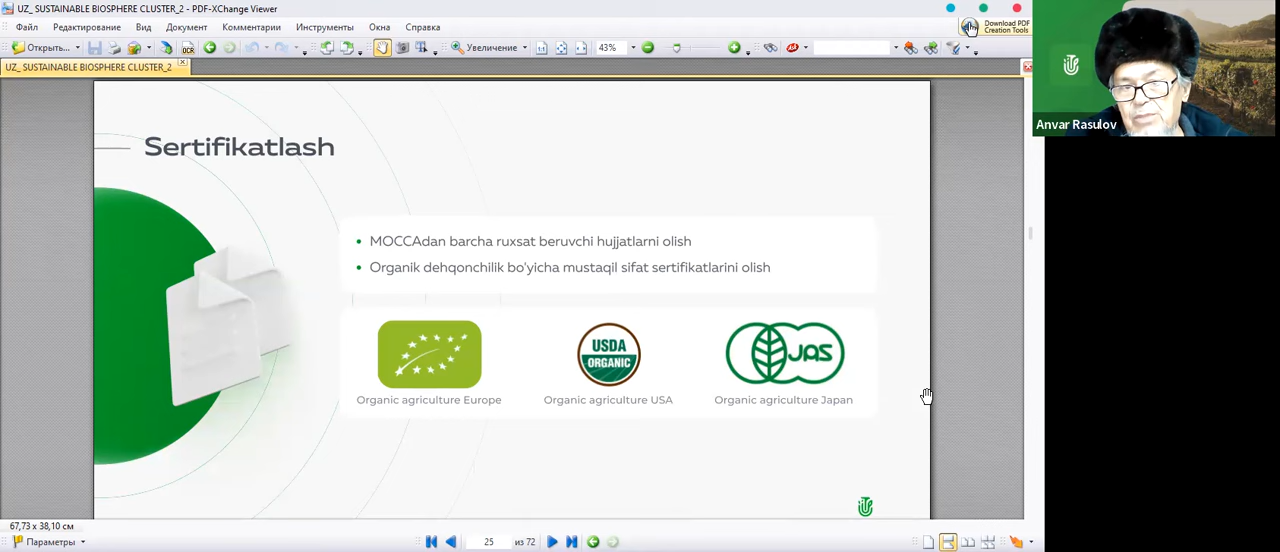 UZ_ SUSTAINABLE BIOSPHERE CLUSTER_2 - PDF-XChange Viewer
Файл Редактирование Вид Документ Комментарии Инструменты Окна Справка
Download PDF
Creation Tools
Открыть... OCR Увеличение 43%
UZ_ SUSTAINABLE BIOSPHERE CLUSTER_2
Anvar Rasulov
Sertifikatlash
• MOCCAdan barcha ruxsat beruvchi hujjatlarni olish
• Organik dehqonchilik bo'yicha mustaqil sifat sertifikatlarini olish
USDA
ORGANIC
JAS
Organic agriculture Europe Organic agriculture USA Organic agriculture Japan
67,73 x 38,10 см
Параметры 25 из 72